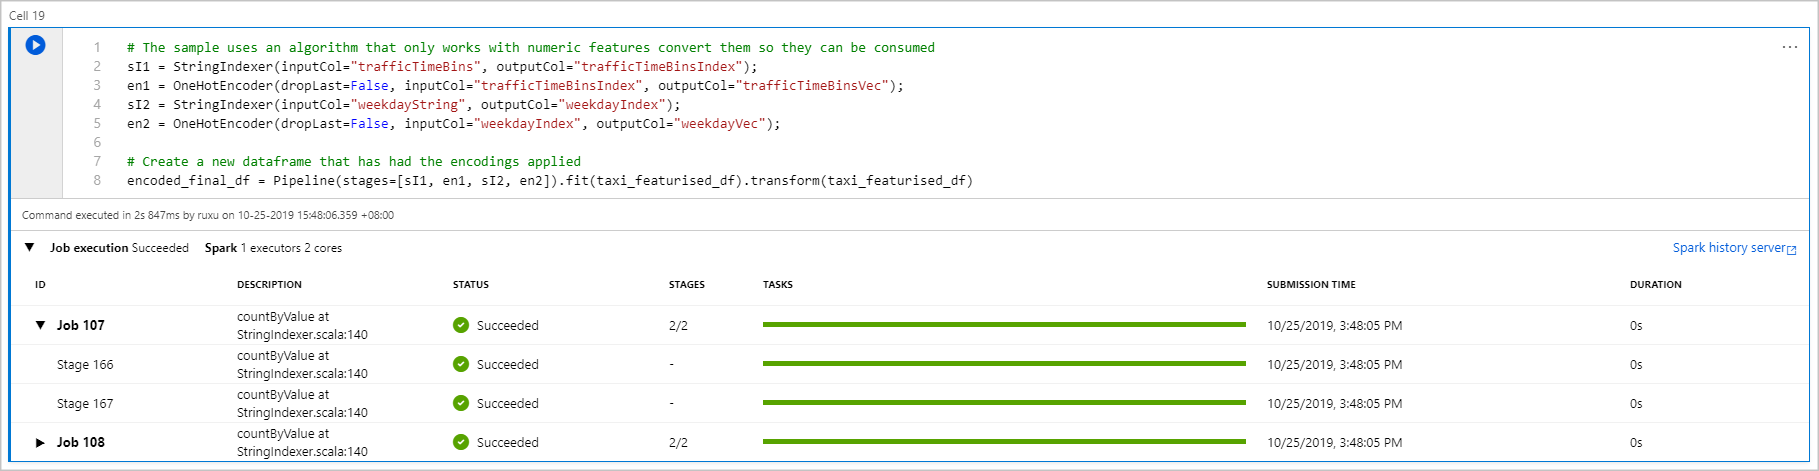 Cell 19
...
1 # The sample uses an algorithm that only works with numeric features convert them so they can be consumed
2 sI1 = StringIndexer(inputCol="trafficTimeBins", outputCol="trafficTimeBinsIndex");
3 en1 = OneHotEncoder(dropLast=False, inputCol="trafficTimeBinsIndex", outputCol="trafficTimeBinsVec");
4 sI2 = StringIndexer(inputCol="weekdayString", outputCol="weekdayIndex");
5 en2 = OneHotEncoder(dropLast=False, inputCol="weekdayIndex", outputCol="weekdayVec");
6
7 # Create a new dataframe that has had the encodings applied
8 encoded_final_df = Pipeline(stages=[sI1, en1, sI2, en2]).fit(taxi_featurised_df).transform(taxi_featurised_df)
Command executed in 2s 847ms by ruxu on 10-25-2019 15:48:06.359 +08:00
Job execution Succeeded Spark 1 executors 2 cores Spark history server
ID DESCRIPTION STATUS STAGES TASKS SUBMISSION TIME DURATION
Job 107 countByValue at Succeeded 2/2 10/25/2019, 3:48:05 PM 0s
StringIndexer.scala:140
Stage 166 countByValue at Succeeded - 10/25/2019, 3:48:05 PM 0s
StringIndexer.scala:140
Stage 167 countByValue at Succeeded - 10/25/2019, 3:48:05 PM 0s
StringIndexer.scala:140
Job 108 countByValue at Succeeded 2/2 10/25/2019, 3:48:05 PM 0s
StringIndexer.scala:140